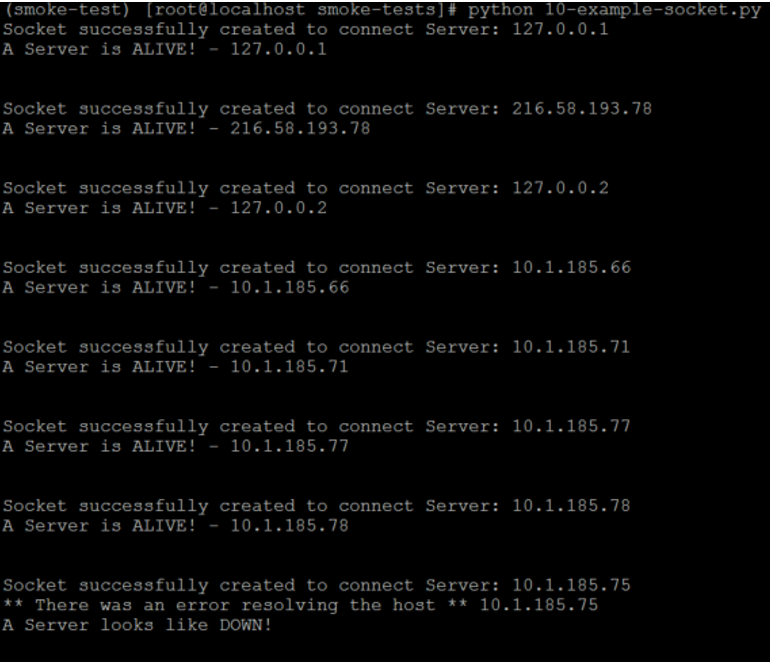 (smoke-test) [root@localhost smoke-tests]# python 10-example-socket.py
Socket successfully created to connect Server: 127.0.0.1
A Server is ALIVE! - 127.0.0.1
Socket successfully created to connect Server: 216.58.193.78
A Server is ALIVE! - 216.58.193.78
Socket successfully created to connect Server: 127.0.0.2
A Server is ALIVE! - 127.0.0.2
Socket successfully created to connect Server: 10.1.185.66
A Server is ALIVE! - 10.1.185.66
Socket successfully created to connect Server: 10.1.185.71
A Server is ALIVE! - 10.1.185.71
Socket successfully created to connect Server: 10.1.185.77
A Server is ALIVE! - 10.1.185.77
Socket successfully created to connect Server: 10.1.185.78
A Server is ALIVE! - 10.1.185.78
Socket successfully created to connect Server: 10.1.185.75
** There was an error resolving the host ** 10.1.185.75
A Server looks like DOWN!